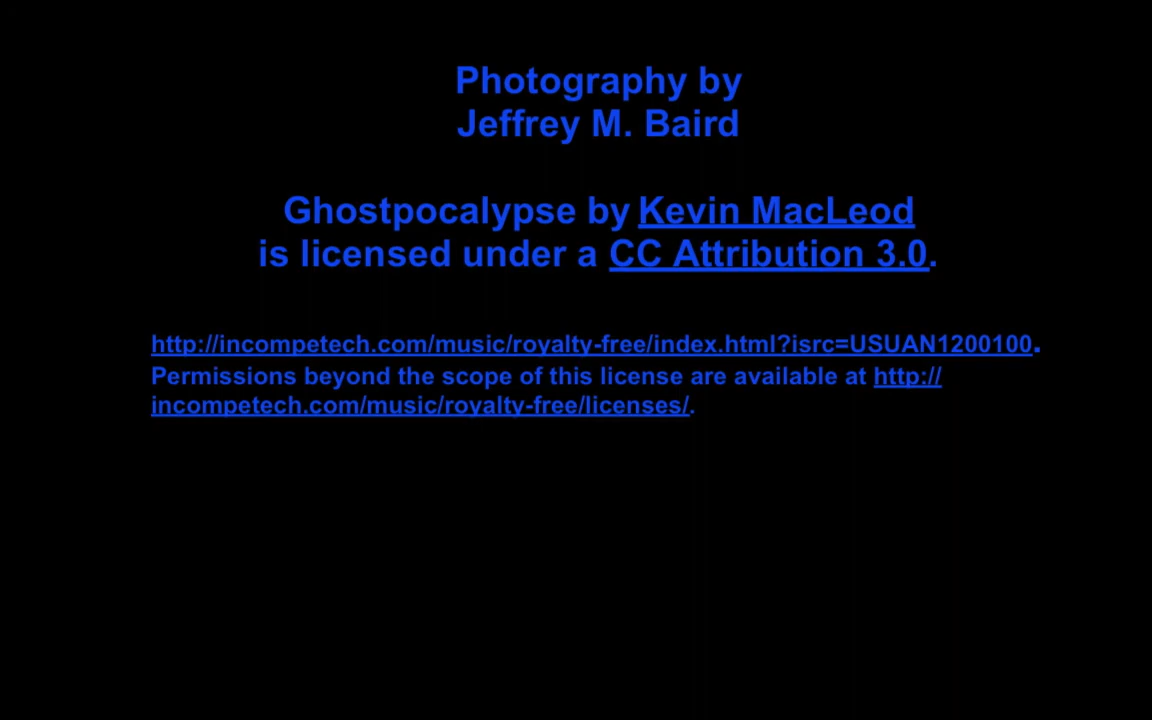 Photography by
Jeffrey M. Baird
Ghostpocalypse by Kevin MacLeod
is licensed under a CC Attribution 3.0.
http://incompetech.com/music/royalty-free/index.html?isrc=USUAN1200100.
Permissions beyond the scope of this license are available at http://
incompetech.com/music/royalty-free/licenses/.